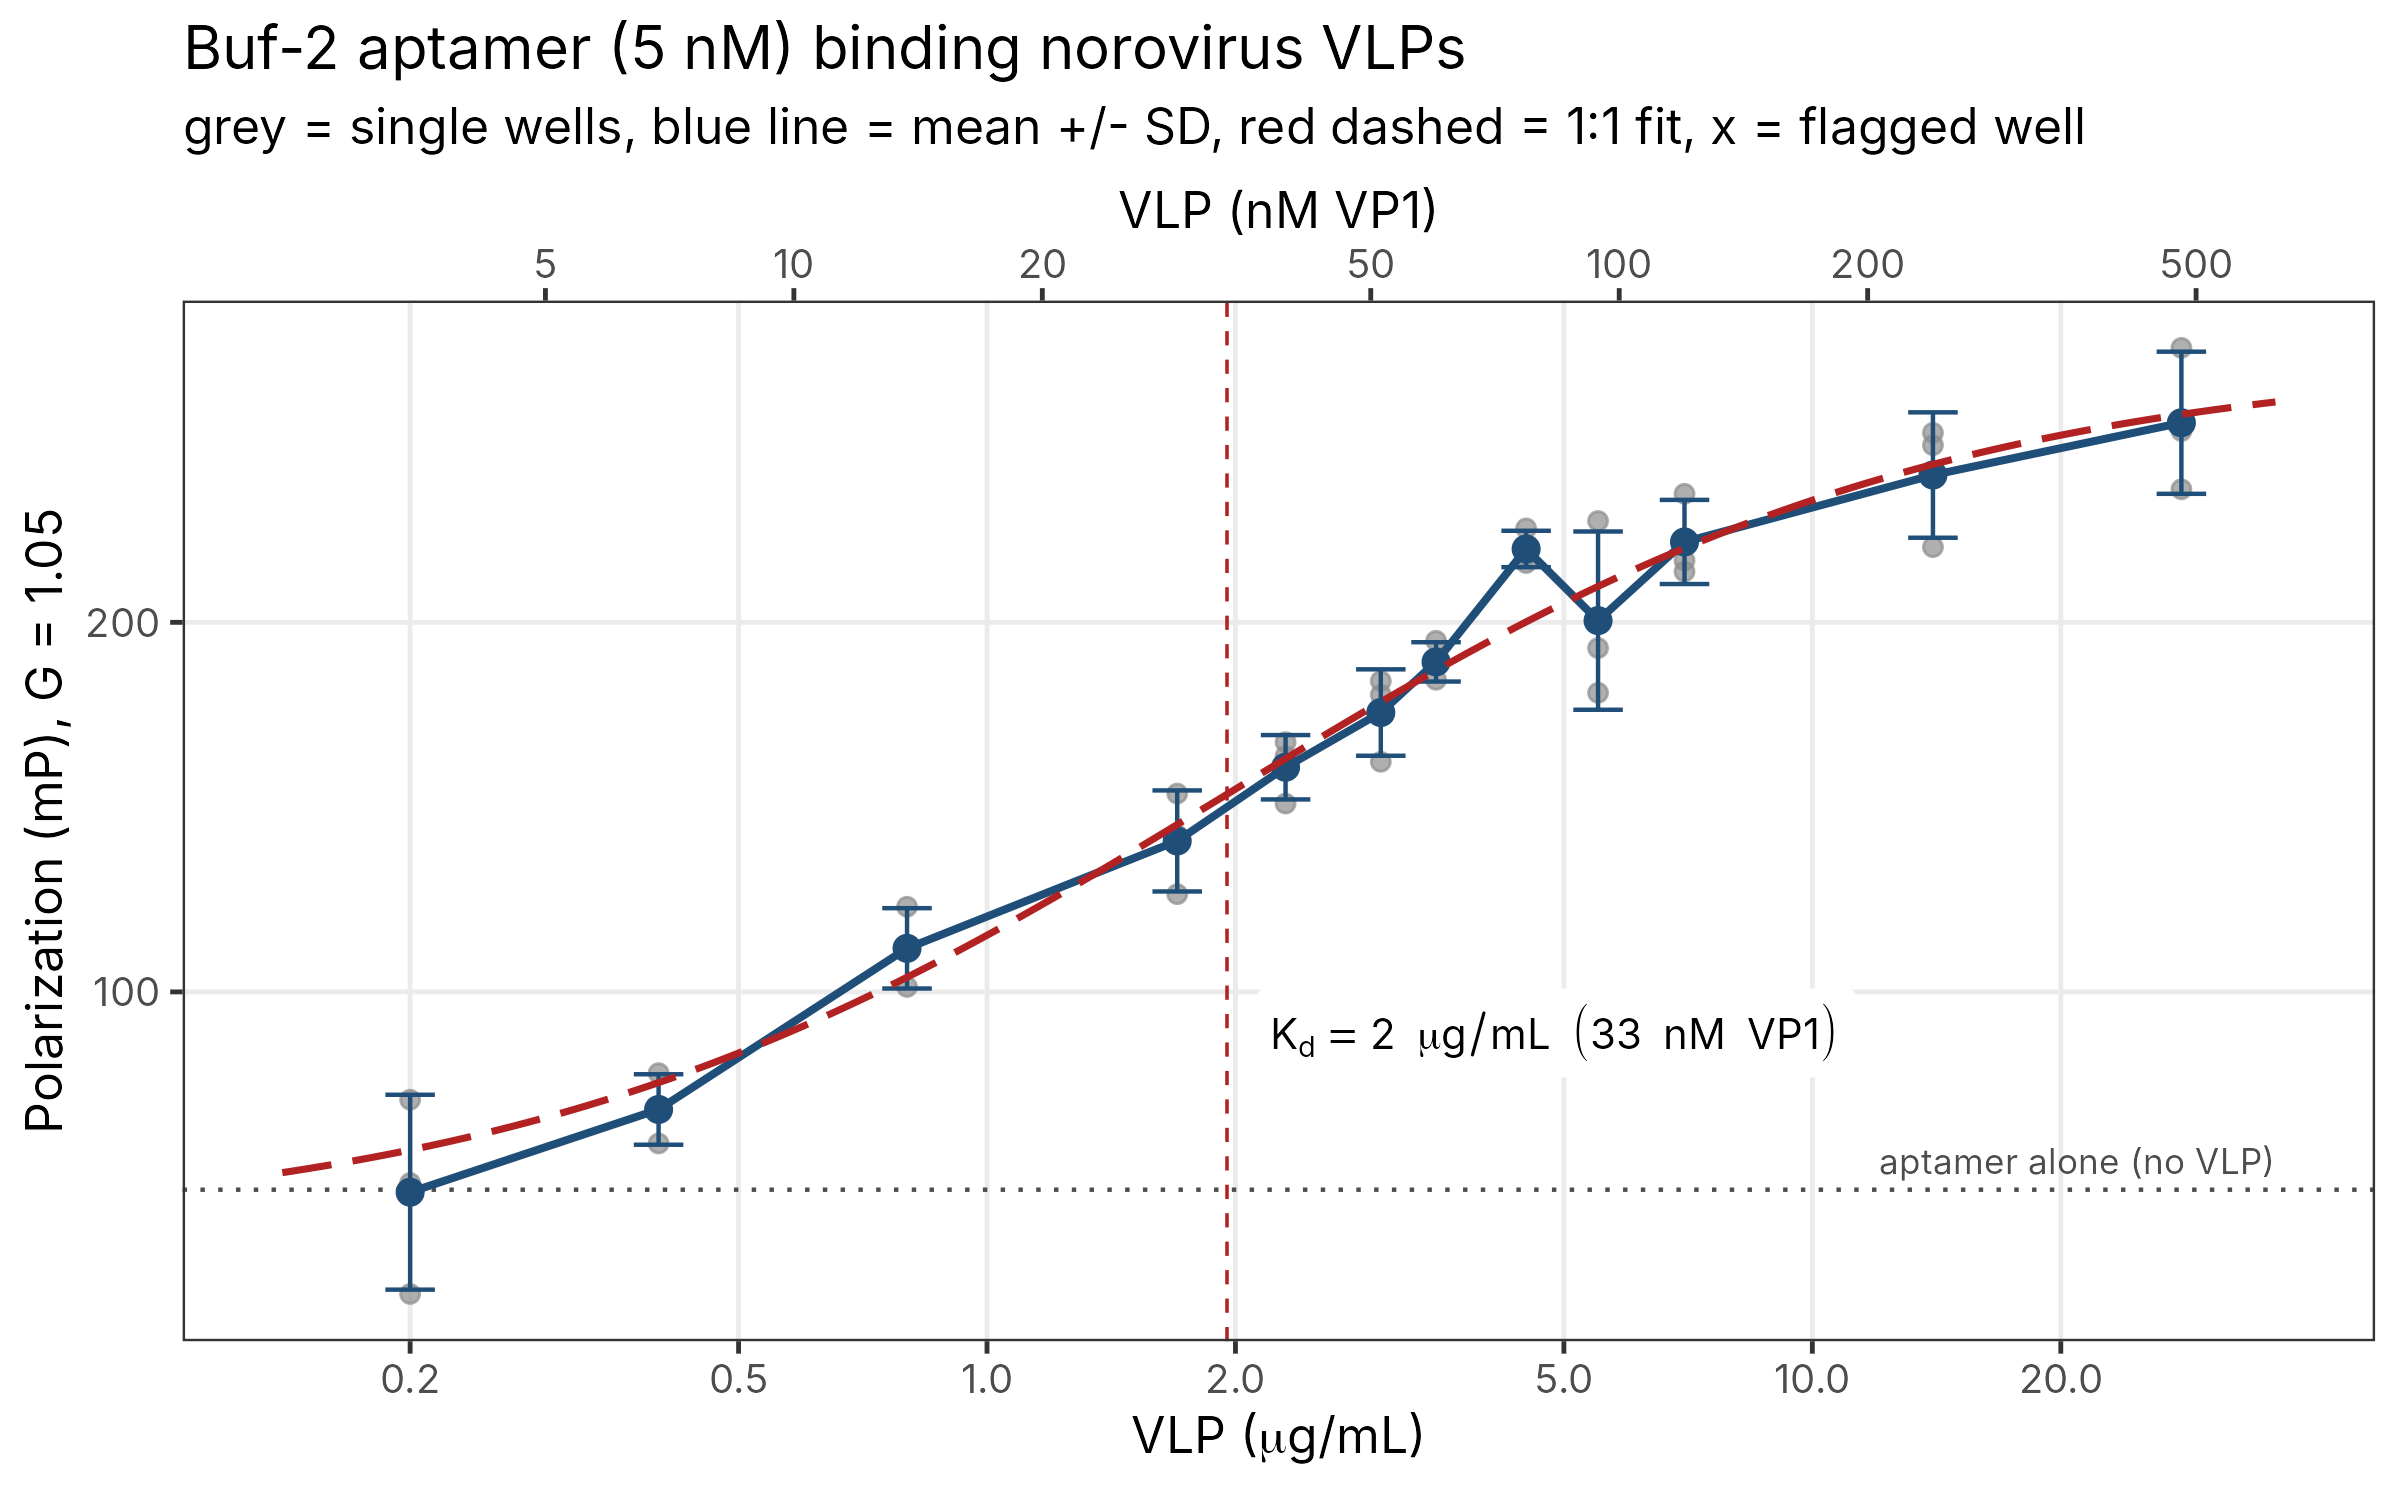 Buf-2 aptamer (5 nM) binding norovirus VLPs
grey = single wells, blue line = mean +/- SD, red dashed = 1:1 fit, x = flagged well
VLP (nM VP1)
5 10 20 50 100 200 500
Polarization (mP), G = 1.05
200
100
Kd = 2 μg/mL (33 nM VP1)
aptamer alone (no VLP)
0.2 0.5 1.0 2.0 5.0 10.0 20.0
VLP (μg/mL)